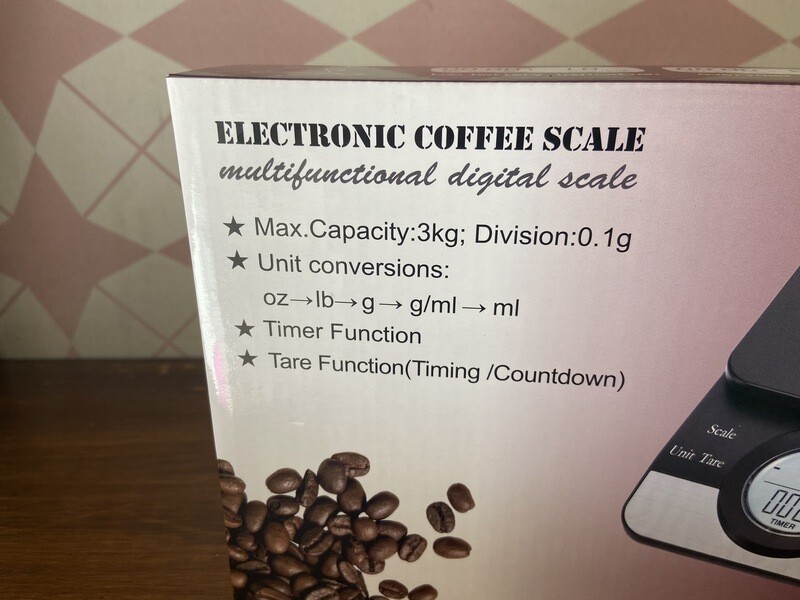 ELECTRONIC COFFEE SCALE
multifunctional digital scale
★ Max.Capacity:3kg; Division:0.1g
★ Unit conversions:
oz→lb→g→ g/ml→ ml
★ Timer Function
★ Tare Function(Timing /Countdown)
Scale
Unit Tare
TIMER